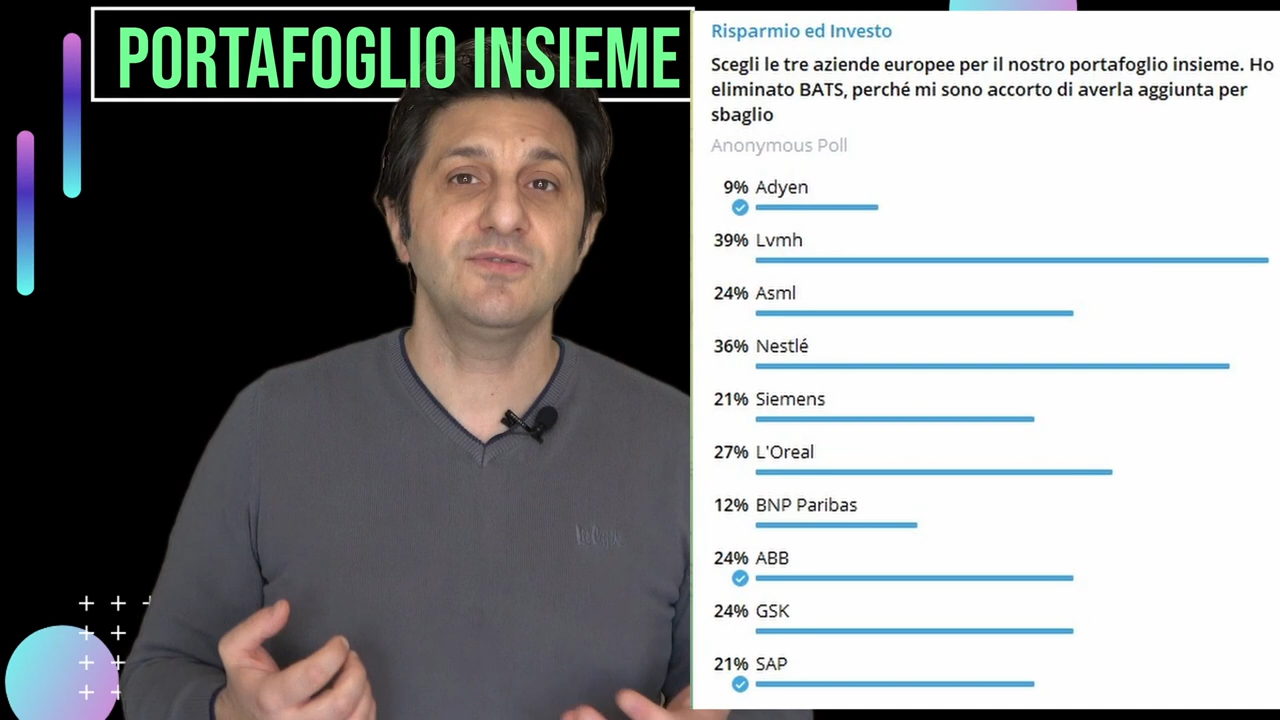 PORTAFOGLIO INSIEME
Risparmio ed Investo
Scegli le tre aziende europee per il nostro portafoglio insieme. Ho
eliminato BATS, perché mi sono accorto di averla aggiunta per
sbaglio
Anonymous Poll
9% Adyen
39% Lvmh
24% Asml
36% Nestlé
21% Siemens
27% L'Oreal
12% BNP Paribas
24% ABB
24% GSK
21% SAP